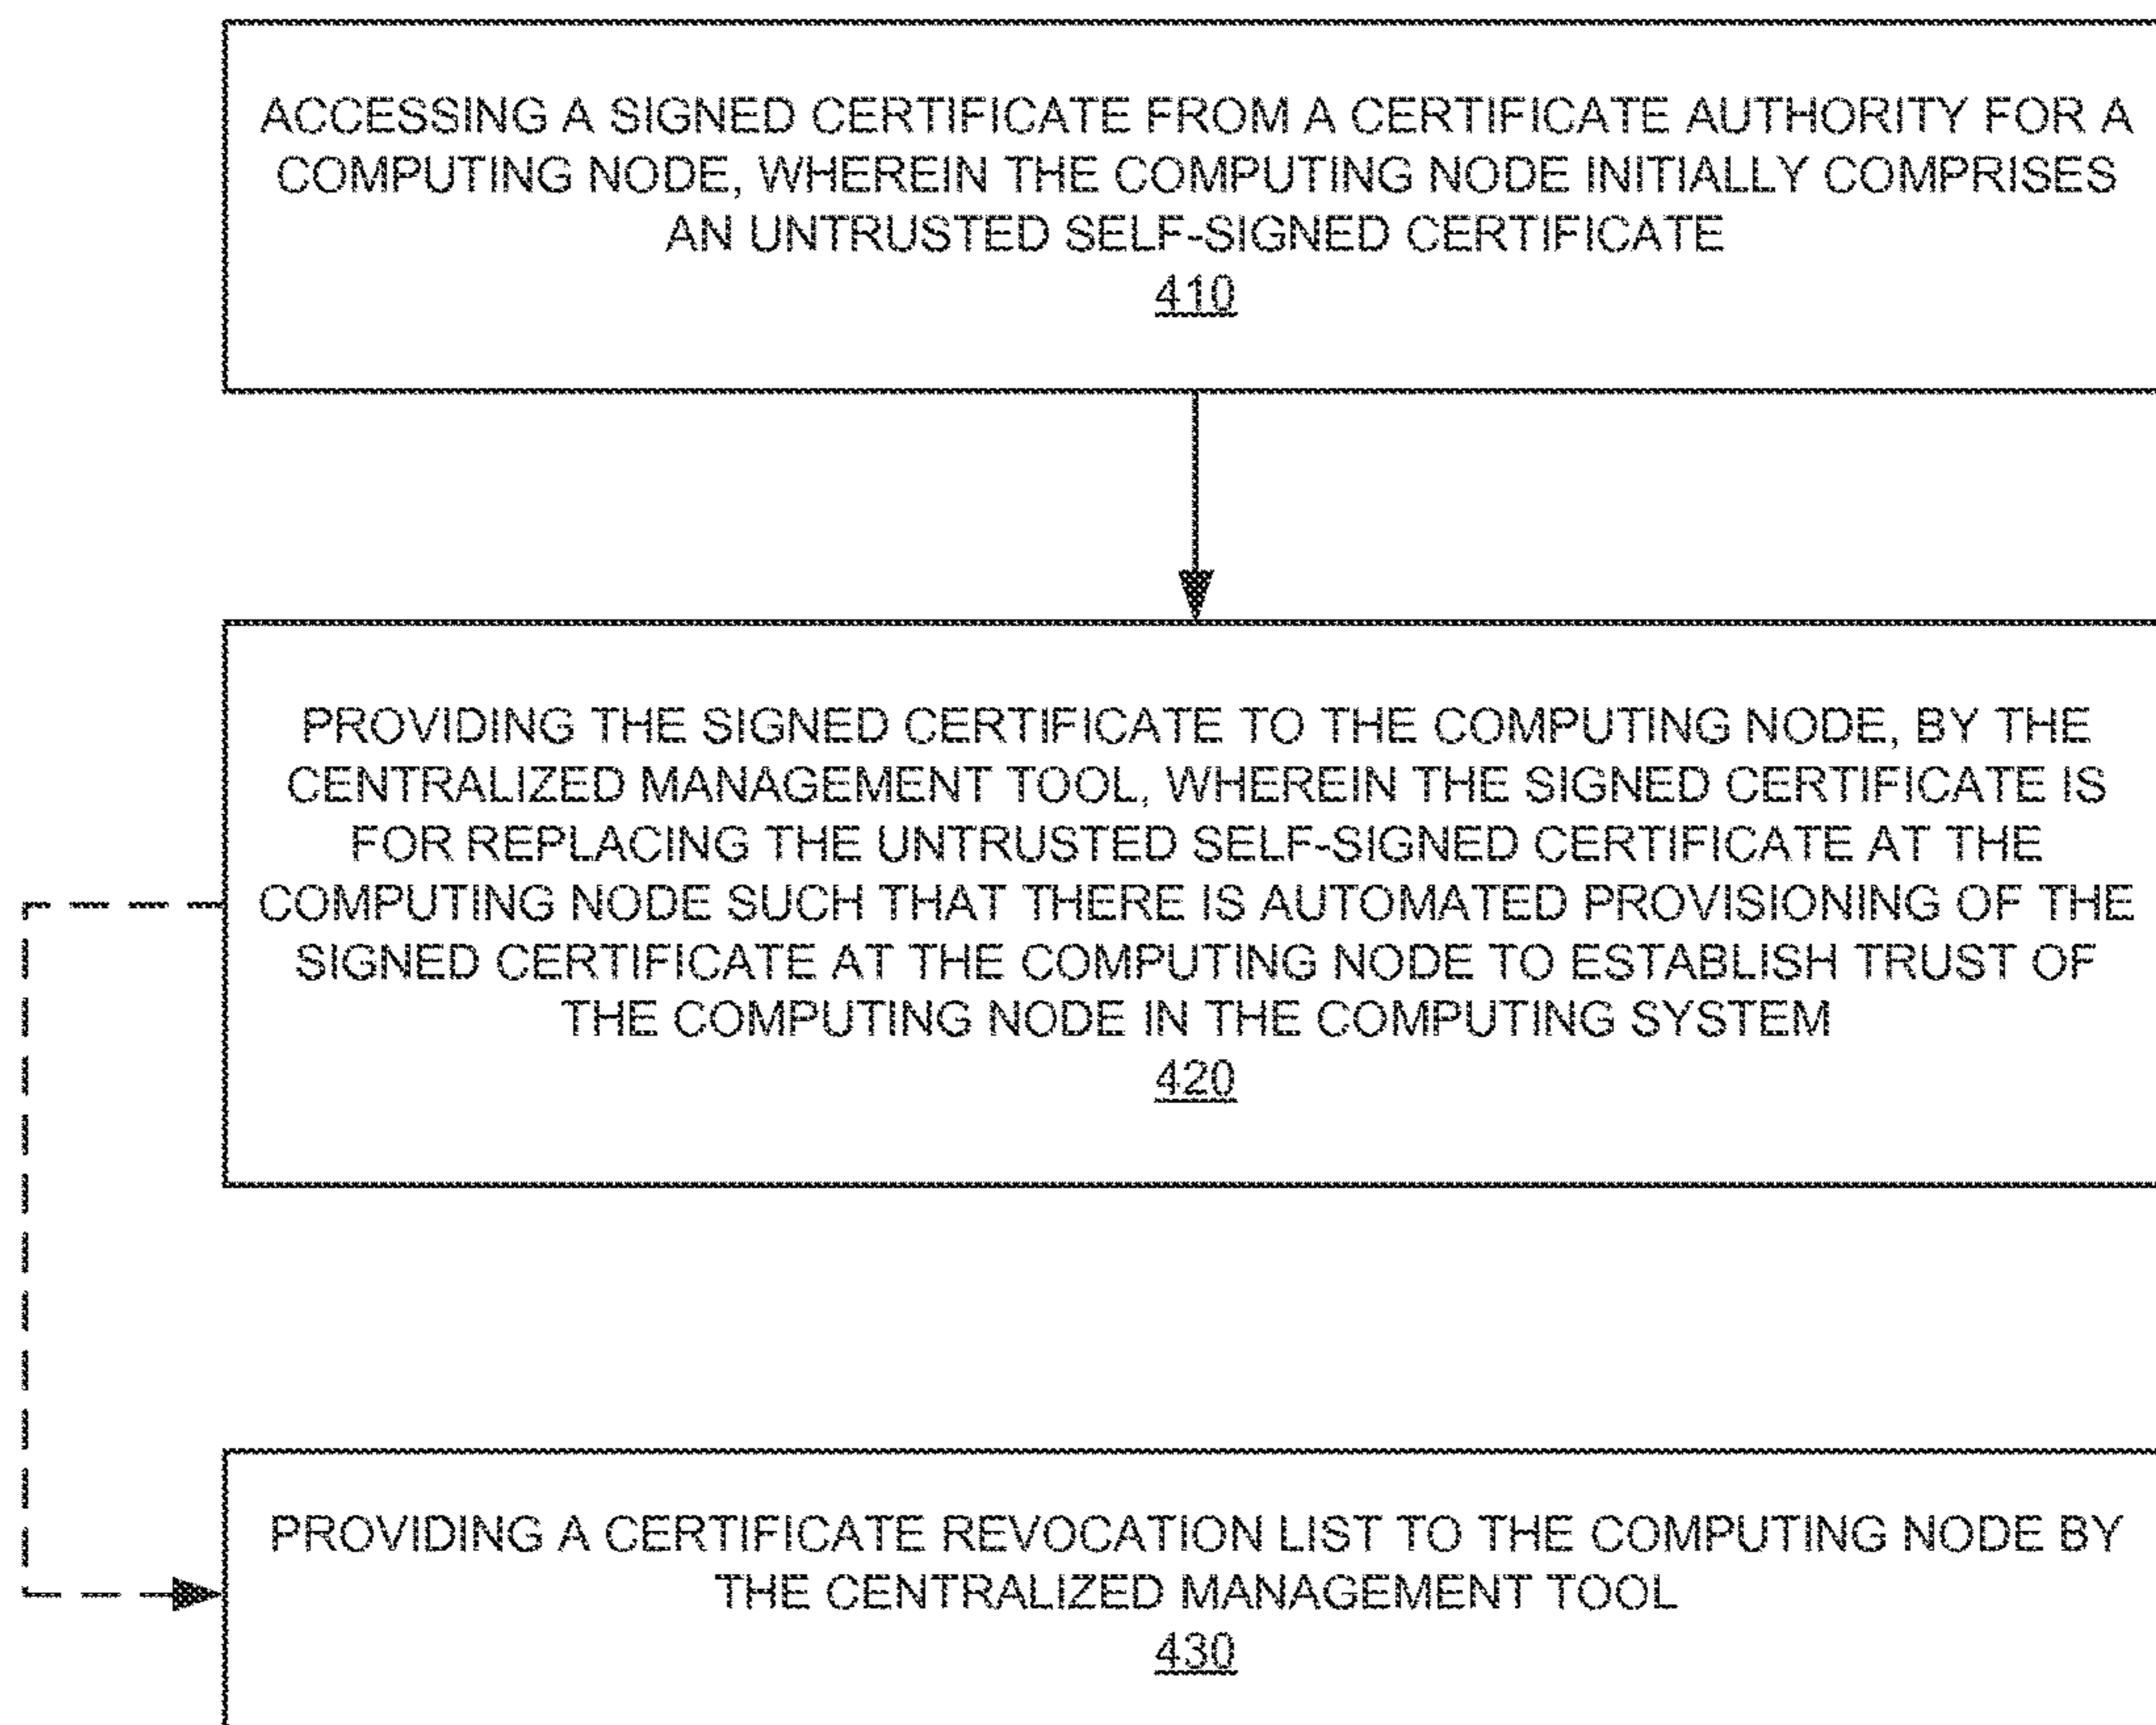 ACCESSING A SIGNED CERTIFICATE FROM A CERTIFICATE AUTHORITY FOR A
COMPUTING NODE, WHEREIN THE COMPUTING NODE INITIALLY COMPRISES
AN UNTRUSTED SELF-SIGNED CERTIFICATE
410
PROVIDING THE SIGNED CERTIFICATE TO THE COMPUTING NODE, BY THE
CENTRALIZED MANAGEMENT TOOL, WHEREIN THE SIGNED CERTIFICATE IS
FOR REPLACING THE UNTRUSTED SELF-SIGNED CERTIFICATE AT THE
COMPUTING NODE SUCH THAT THERE IS AUTOMATED PROVISIONING OF THE
SIGNED CERTIFICATE AT THE COMPUTING NODE TO ESTABLISH TRUST OF
THE COMPUTING NODE IN THE COMPUTING SYSTEM
420
PROVIDING A CERTIFICATE REVOCATION LIST TO THE COMPUTING NODE BY
THE CENTRALIZED MANAGEMENT TOOL
430